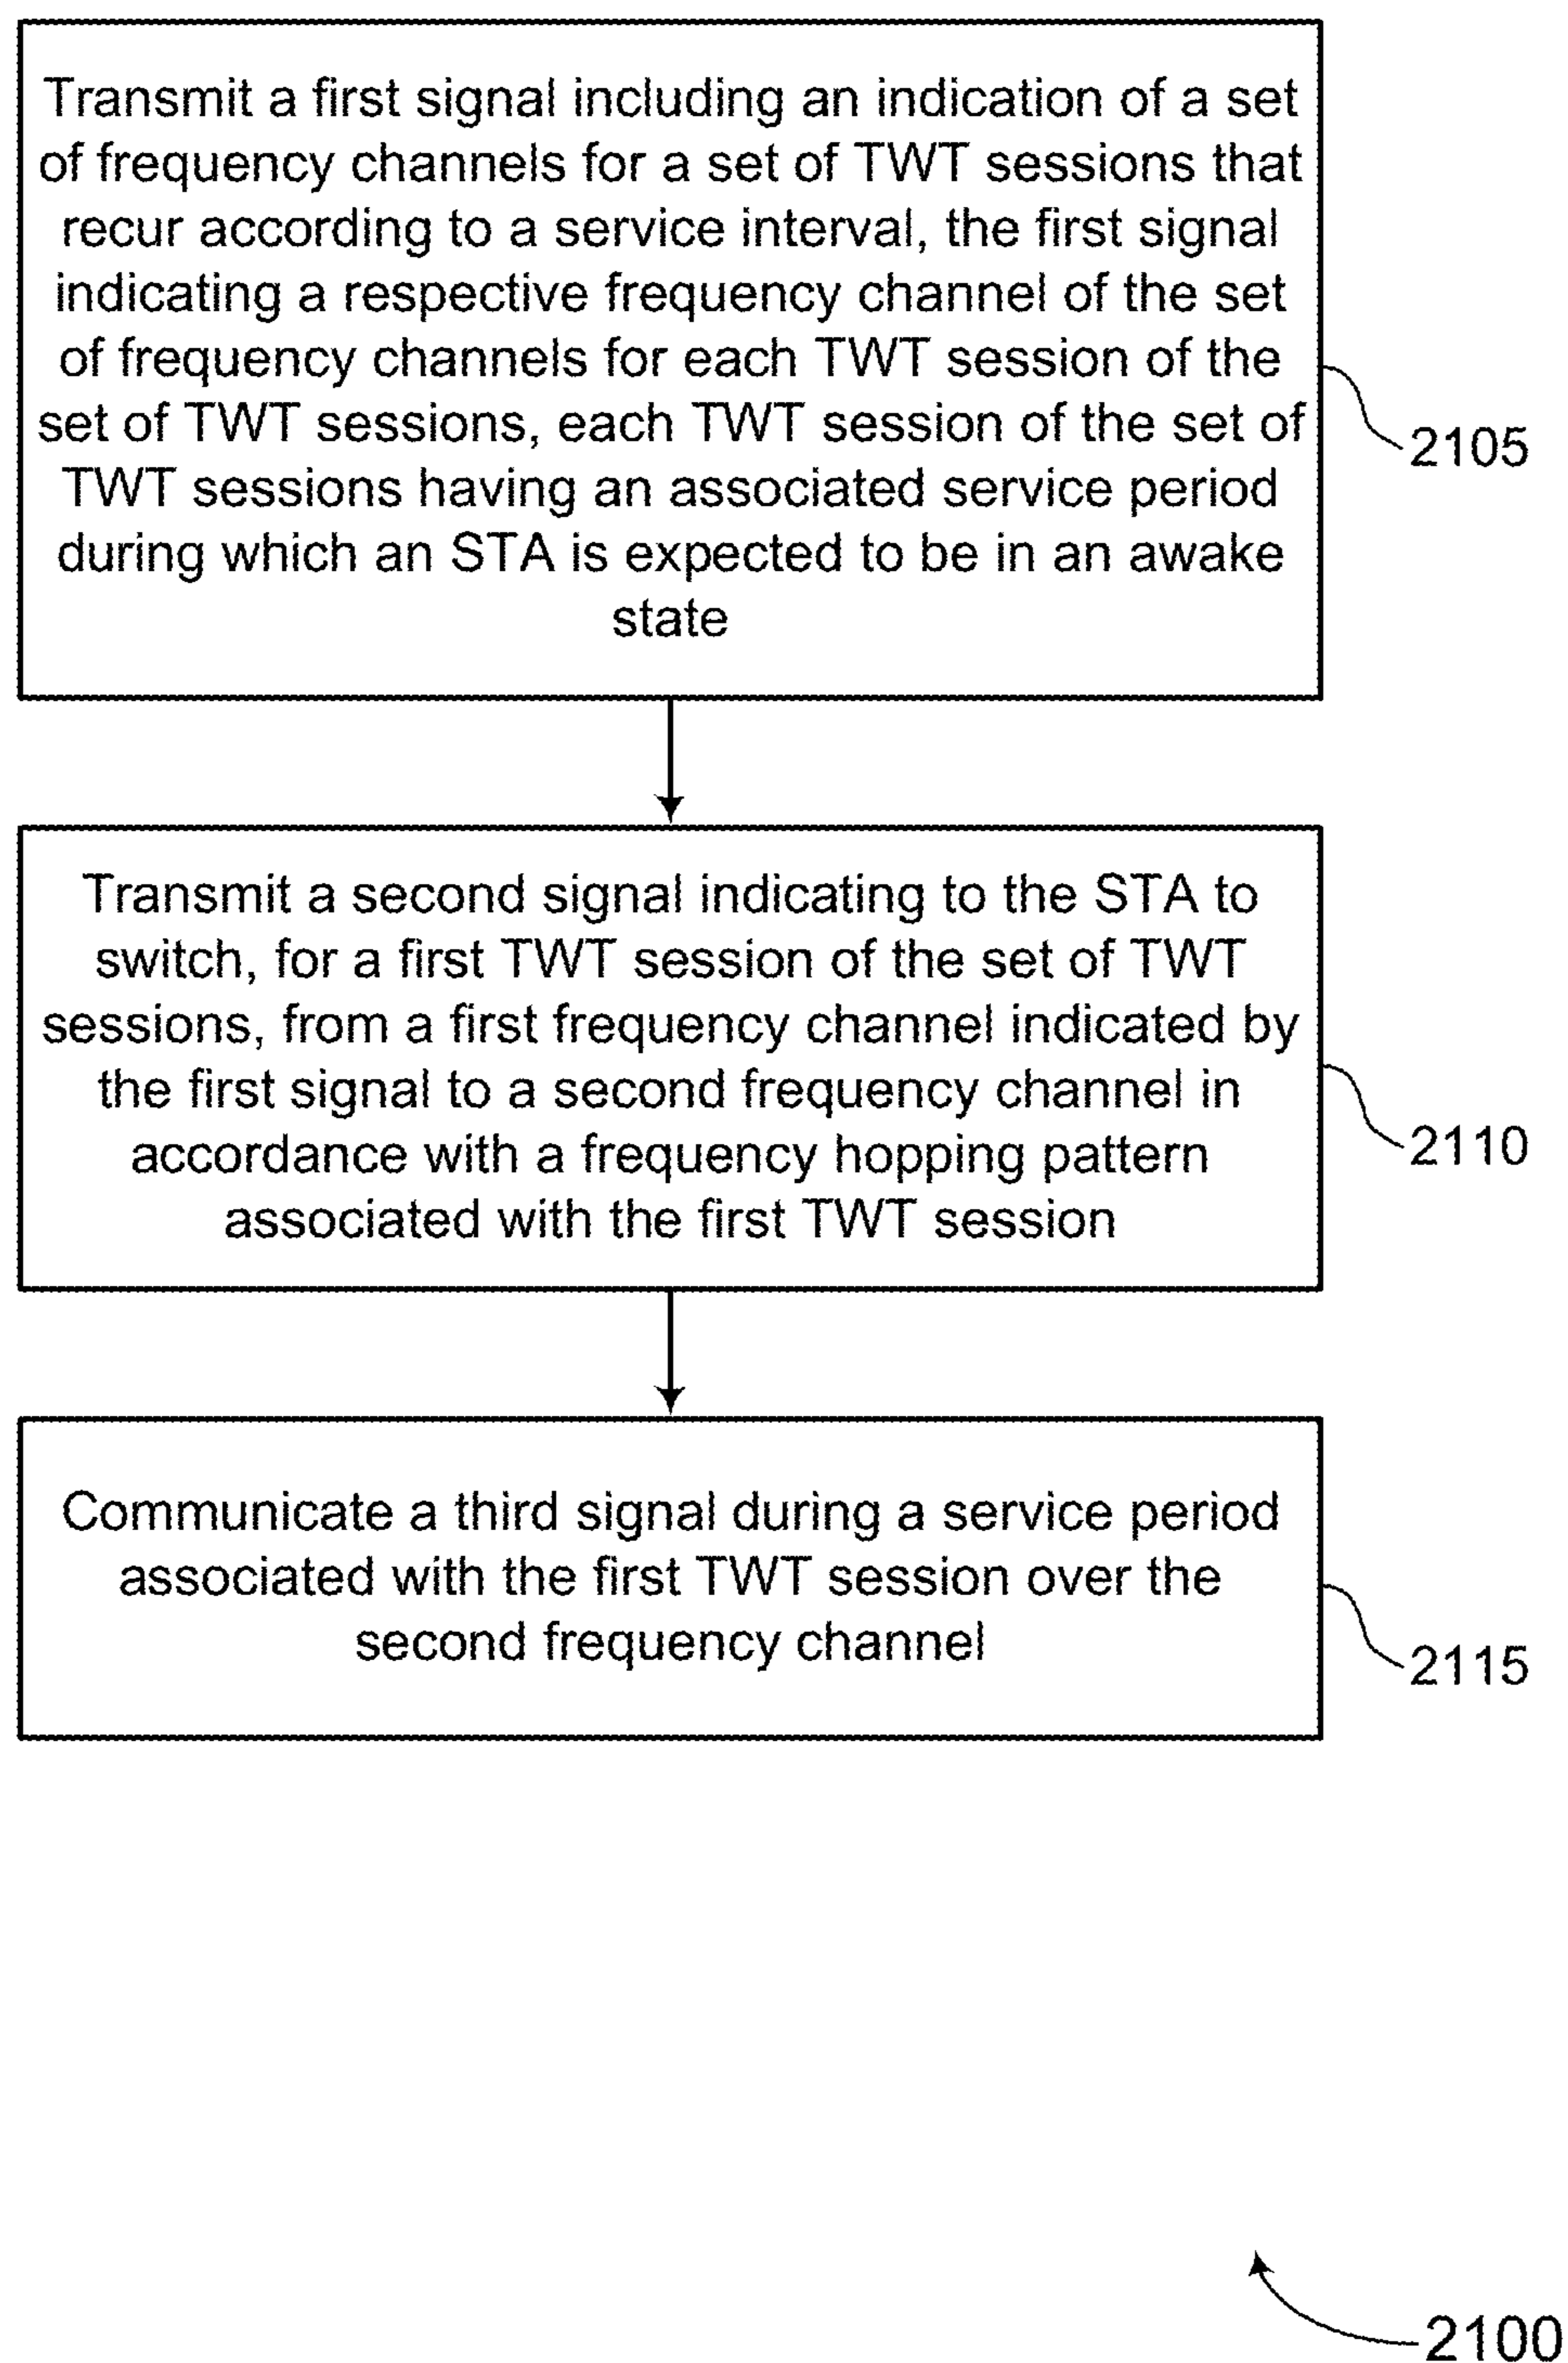 Transmit a first signal including an indication of a set
of frequency channels for a set of TWT sessions that
recur according to a service interval, the first signal
indicating a respective frequency channel of the set
of frequency channels for each TWT session of the
set of TWT sessions, each TWT session of the set of
TWT sessions having an associated service period
during which an STA is expected to be in an awake
state
2105
Transmit a second signal indicating to the STA to
switch, for a first TWT session of the set of TWT
sessions, from a first frequency channel indicated by
the first signal to a second frequency channel in
accordance with a frequency hopping pattern
associated with the first TWT session
2110
Communicate a third signal during a service period
associated with the first TWT session over the
second frequency channel
2115
2100